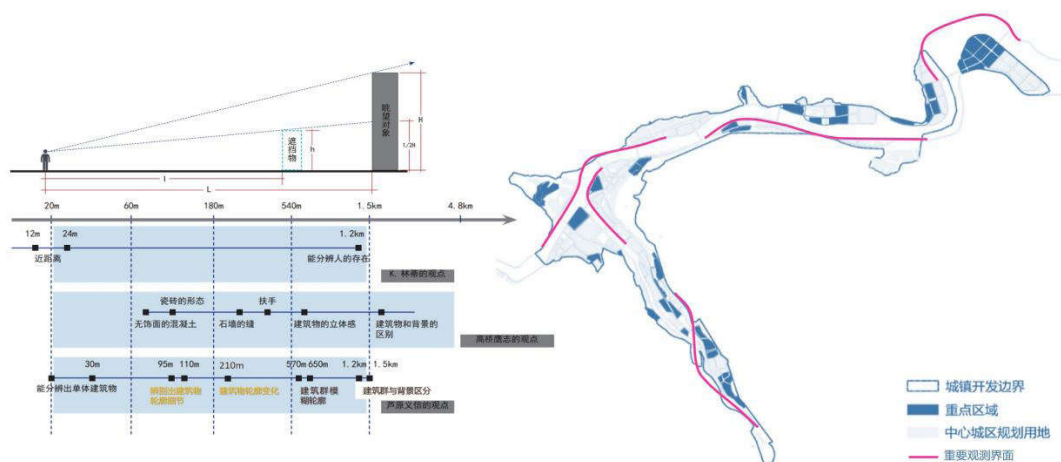 眺望对象
H
遮挡物
h
1/2H
l
L
20m 60m 180m 540m 1.5km 4.8km
12m 24m 1.2km
近距离 能分辨人的存在
K. 林蒂的观点
瓷砖的形态 扶手
无饰面的混凝土 石墙的缝 建筑物的立体感 建筑物和背景的
区别
高桥鹰志的观点
30m 95m 110m 210m 570m 650m 1.2km 1.5km
能分辨出单体建筑物 辨别出建筑物 建筑物轮廓变化 建筑群模 建筑群与背景区分
轮廓细节 糊轮廓
芦原义信的观点
城镇开发边界
重点区域
中心城区规划用地
重要观测界面